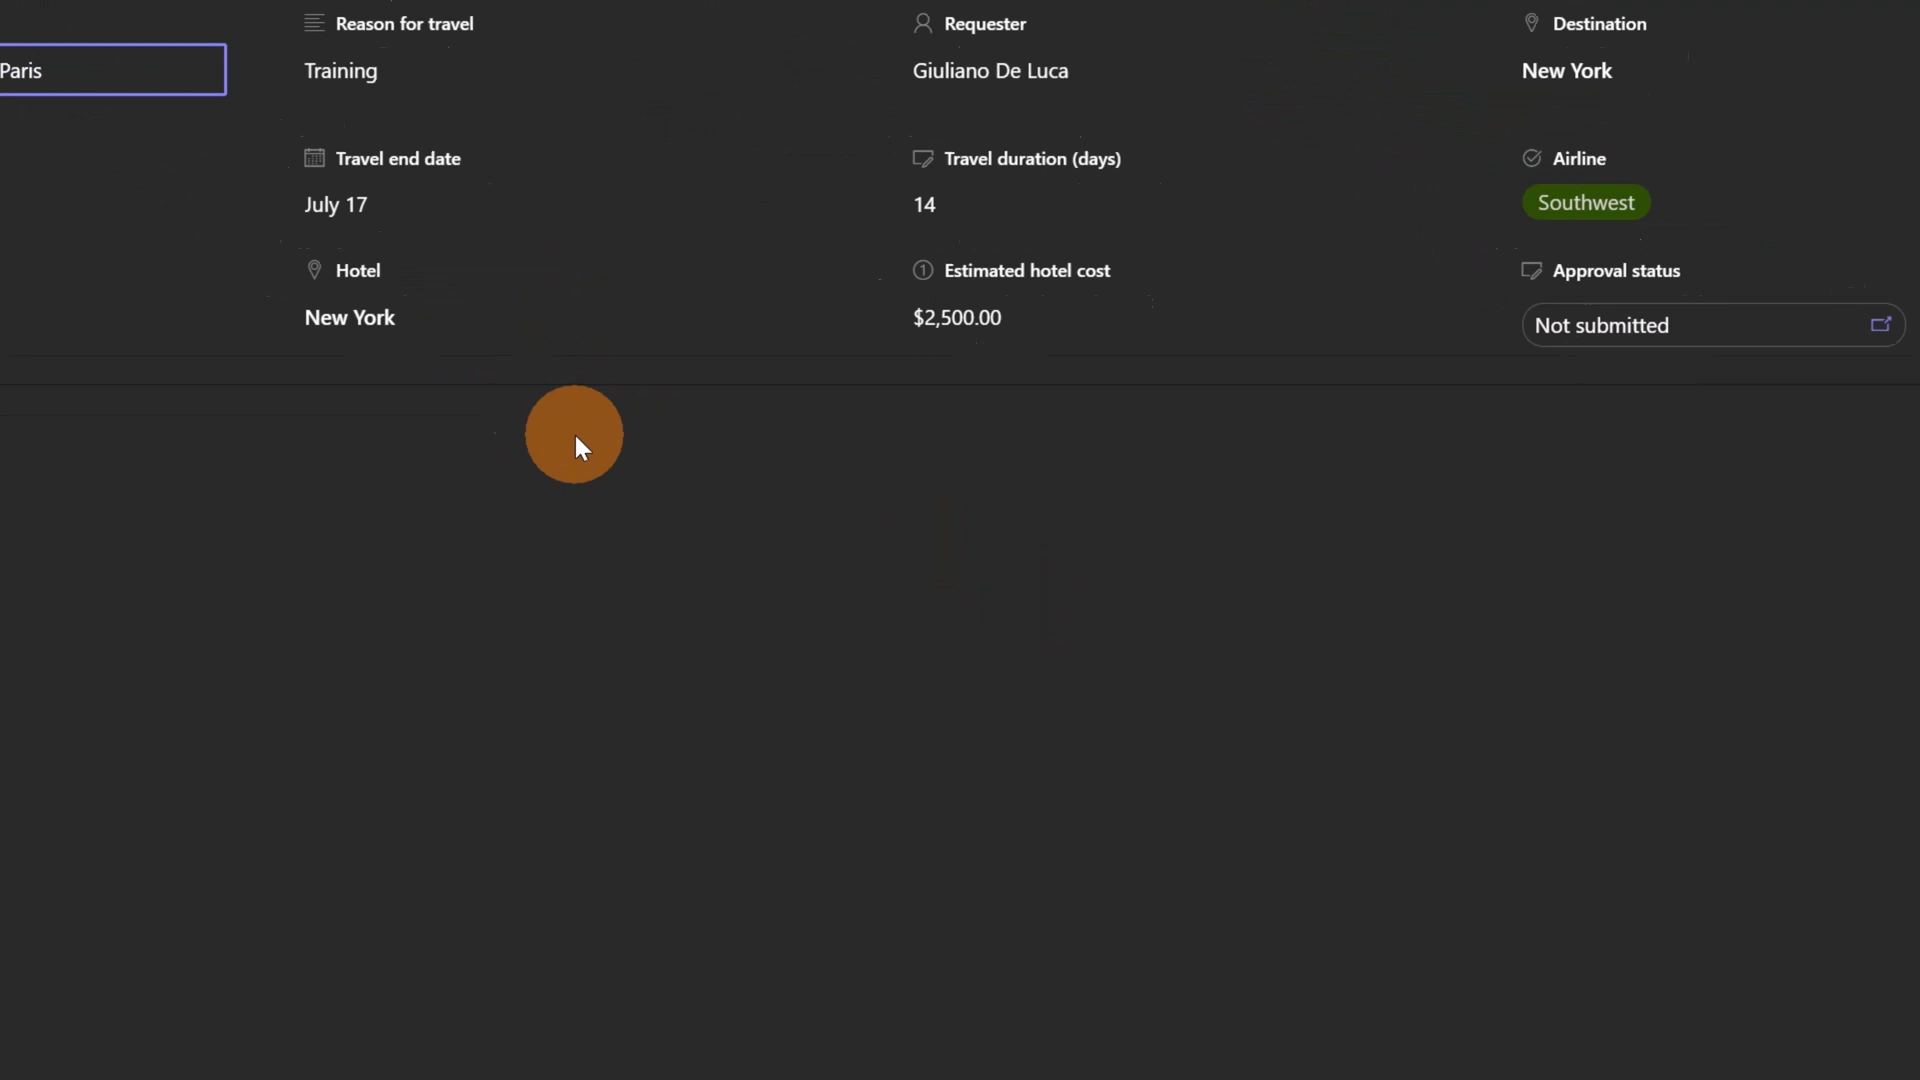 Reason for travel
Requester
Destination
Paris
Training
Giuliano De Luca
New York
Travel end date
Travel duration (days)
Airline
July 17
14
Southwest
Hotel
Estimated hotel cost
Approval status
New York
$2,500.00
Not submitted